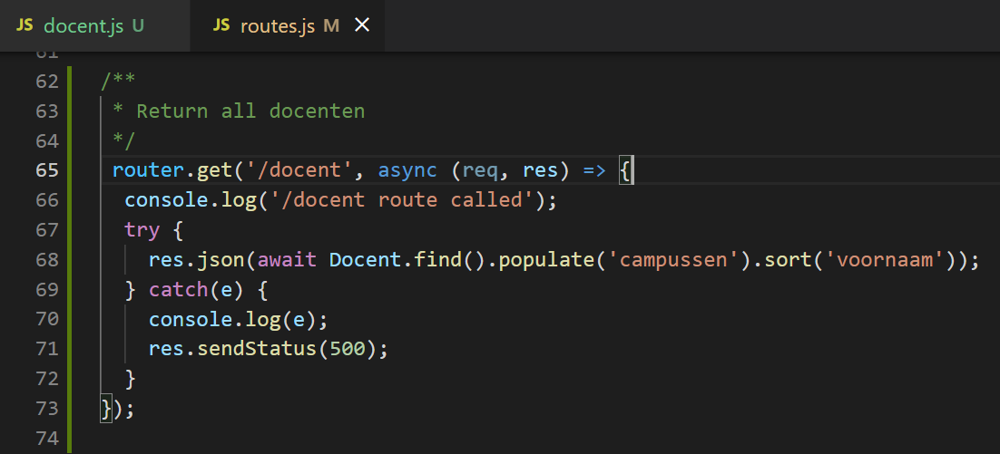 JS docent.js U JS routes.js M ×
61
62 /**
63 * Return all docenten
64 */
65 router.get('/docent', async (req, res) => {
66 console.log('/docent route called');
67 try {
68 res.json(await Docent.find().populate('campussen').sort('voornaam'));
69 } catch(e) {
70 console.log(e);
71 res.sendStatus(500);
72 }
73 });
74